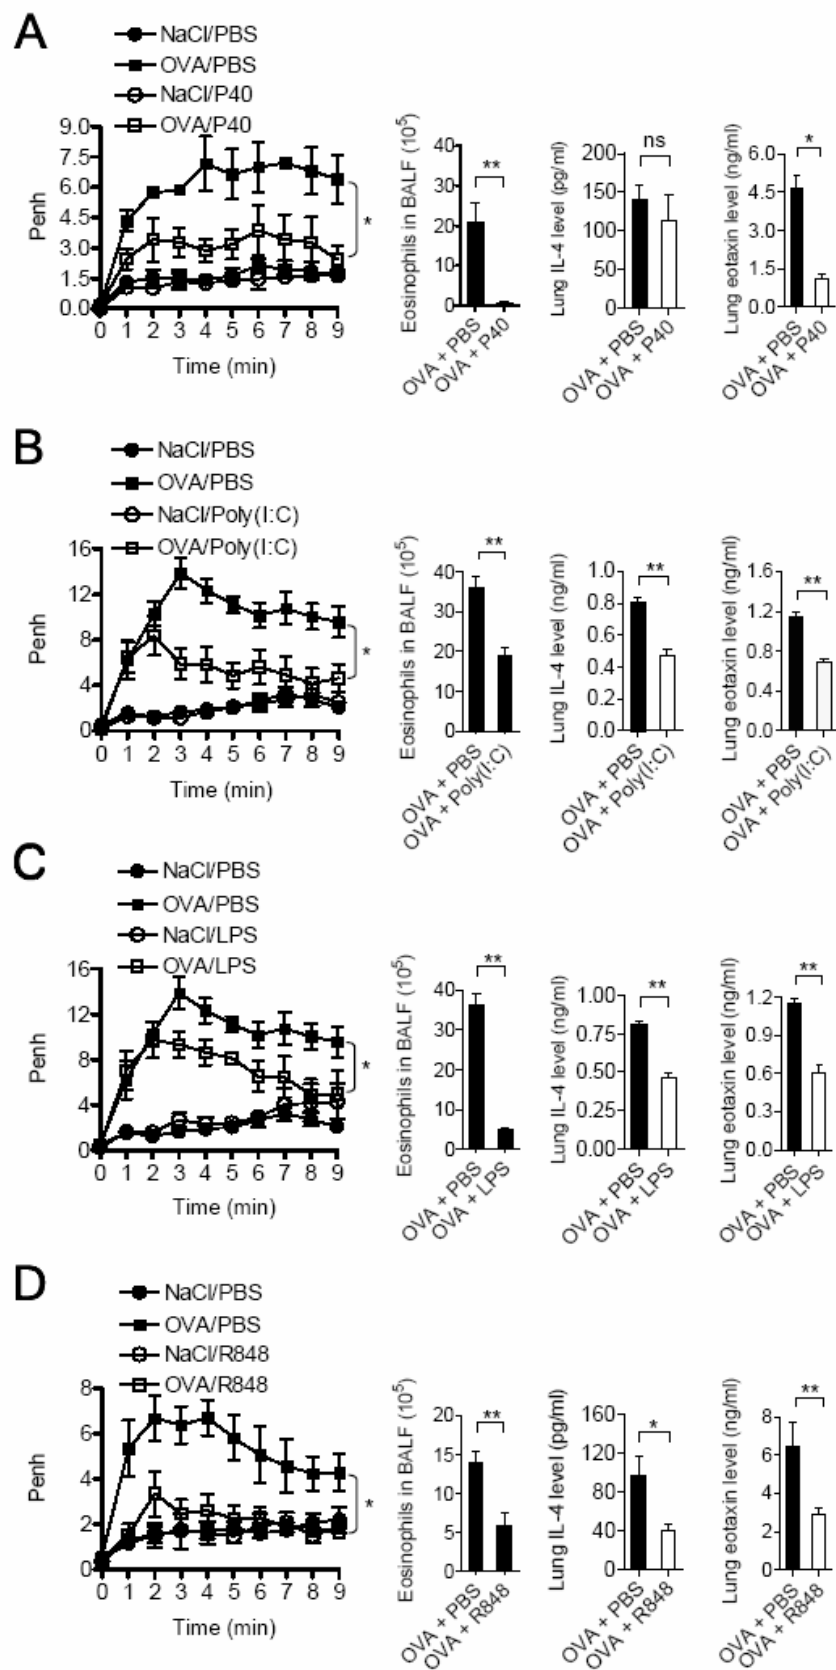 A
NaCl/PBS
OVA/PBS
NaCl/P40
OVA/P40
9.0
7.5
6.0
4.5
3.0
1.5
0.0
Penh
0 1 2 3 4 5 6 7 8 9
Time (min)
*
Eosinophils in BALF (10^5)
40
30
20
10
0
**
OVA + PBS
OVA + P40
Lung IL-4 level (pg/ml)
200
150
100
50
0
ns
OVA + PBS
OVA + P40
Lung eotaxin level (ng/ml)
6.0
4.5
3.0
1.5
0.0
*
OVA + PBS
OVA + P40
B
NaCl/PBS
OVA/PBS
NaCl/Poly(I:C)
OVA/Poly(I:C)
16
12
8
4
0
Penh
0 1 2 3 4 5 6 7 8 9
Time (min)
*
Eosinophils in BALF (10^5)
40
30
20
10
0
**
OVA + PBS
OVA + Poly(I:C)
Lung IL-4 level (ng/ml)
1.0
0.8
0.6
0.4
0.2
0.0
**
OVA + PBS
OVA + Poly(I:C)
Lung eotaxin level (ng/ml)
1.6
1.2
0.8
0.4
0.0
**
OVA + PBS
OVA + Poly(I:C)
C
NaCl/PBS
OVA/PBS
NaCl/LPS
OVA/LPS
16
12
8
4
0
Penh
0 1 2 3 4 5 6 7 8 9
Time (min)
*
Eosinophils in BALF (10^5)
40
30
20
10
0
**
OVA + PBS
OVA + LPS
Lung IL-4 level (ng/ml)
1.00
0.75
0.50
0.25
0.00
**
OVA + PBS
OVA + LPS
Lung eotaxin level (ng/ml)
1.2
0.9
0.6
0.3
0.0
**
OVA + PBS
OVA + LPS
D
NaCl/PBS
OVA/PBS
NaCl/R848
OVA/R848
8
6
4
2
0
Penh
0 1 2 3 4 5 6 7 8 9
Time (min)
*
Eosinophils in BALF (10^5)
20
15
10
5
0
**
OVA + PBS
OVA + R848
Lung IL-4 level (pg/ml)
160
120
80
40
0
*
OVA + PBS
OVA + R848
Lung eotaxin level (ng/ml)
8
6
4
2
0
**
OVA + PBS
OVA + R848